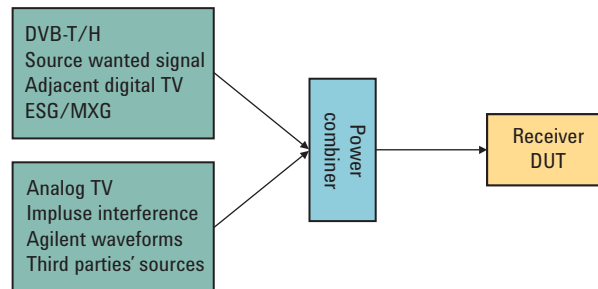 DVB-T/H
Source wanted signal
Adjacent digital TV
ESG/MXG
Analog TV
Impluse interference
Agilent waveforms
Third parties' sources
Power
combiner
Receiver
DUT